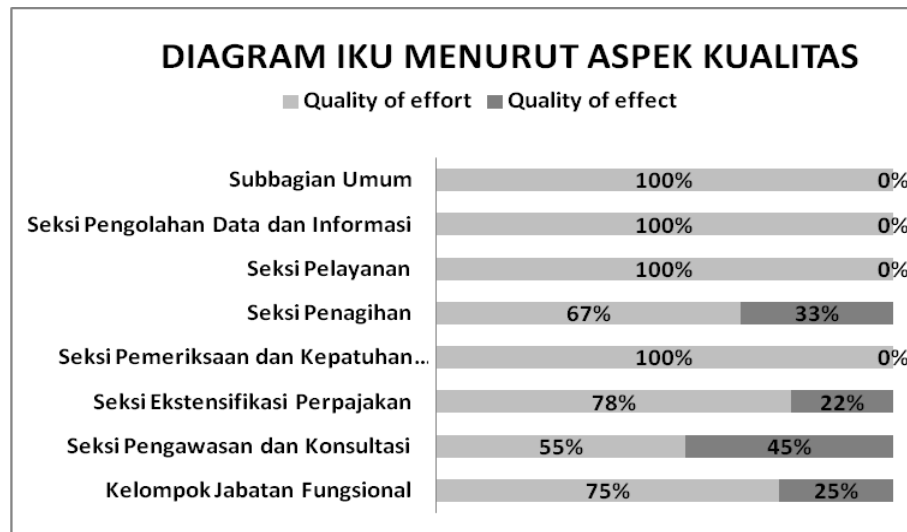 DIAGRAM IKU MENURUT ASPEK KUALITAS
Quality of effort Quality of effect
Subbagian Umum 100% 0%
Seksi Pengolahan Data dan Informasi 100% 0%
Seksi Pelayanan 100% 0%
Seksi Penagihan 67% 33%
Seksi Pemeriksaan dan Kepatuhan... 100% 0%
Seksi Ekstensifikasi Perpajakan 78% 22%
Seksi Pengawasan dan Konsultasi 55% 45%
Kelompok Jabatan Fungsional 75% 25%